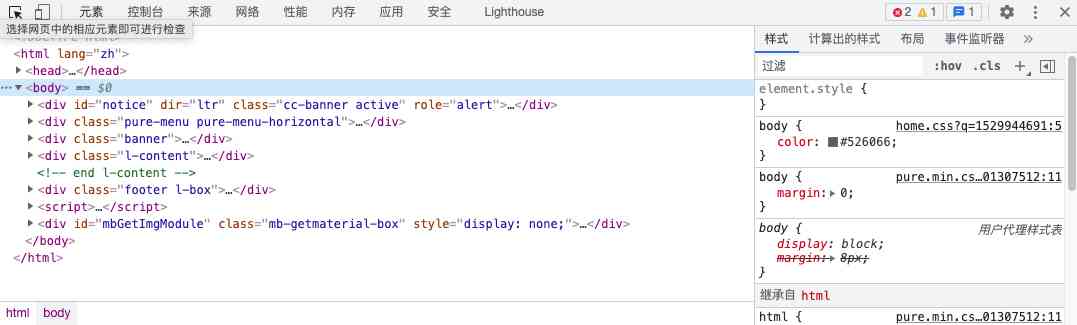 元素 控制台 来源 网络 性能 内存 应用 安全 Lighthouse 2 1 1
选择网页中的相应元素即可进行检查
<html lang="zh">
<head>…</head>
<body> == $0
<div id="notice" dir="ltr" class="cc-banner active" role="alert">…</div>
<div class="pure-menu pure-menu-horizontal">…</div>
<div class="banner">…</div>
<div class="l-content">…</div>
<!-- end l-content -->
<div class="footer l-box">…</div>
<script>…</script>
<div id="mbGetImgModule" class="mb-getmaterial-box" style="display: none;">…</div>
</body>
</html>
html body
样式 计算出的样式 布局 事件监听器 »
过滤 :hov .cls +
element.style {
}
body { home.css?q=1529944691:5
color: #526066;
}
body { pure.min.cs…01307512:11
margin: 0;
}
body { 用户代理样式表
display: block;
margin: 8px;
}
继承自 html
html { pure.min.cs…01307512:11